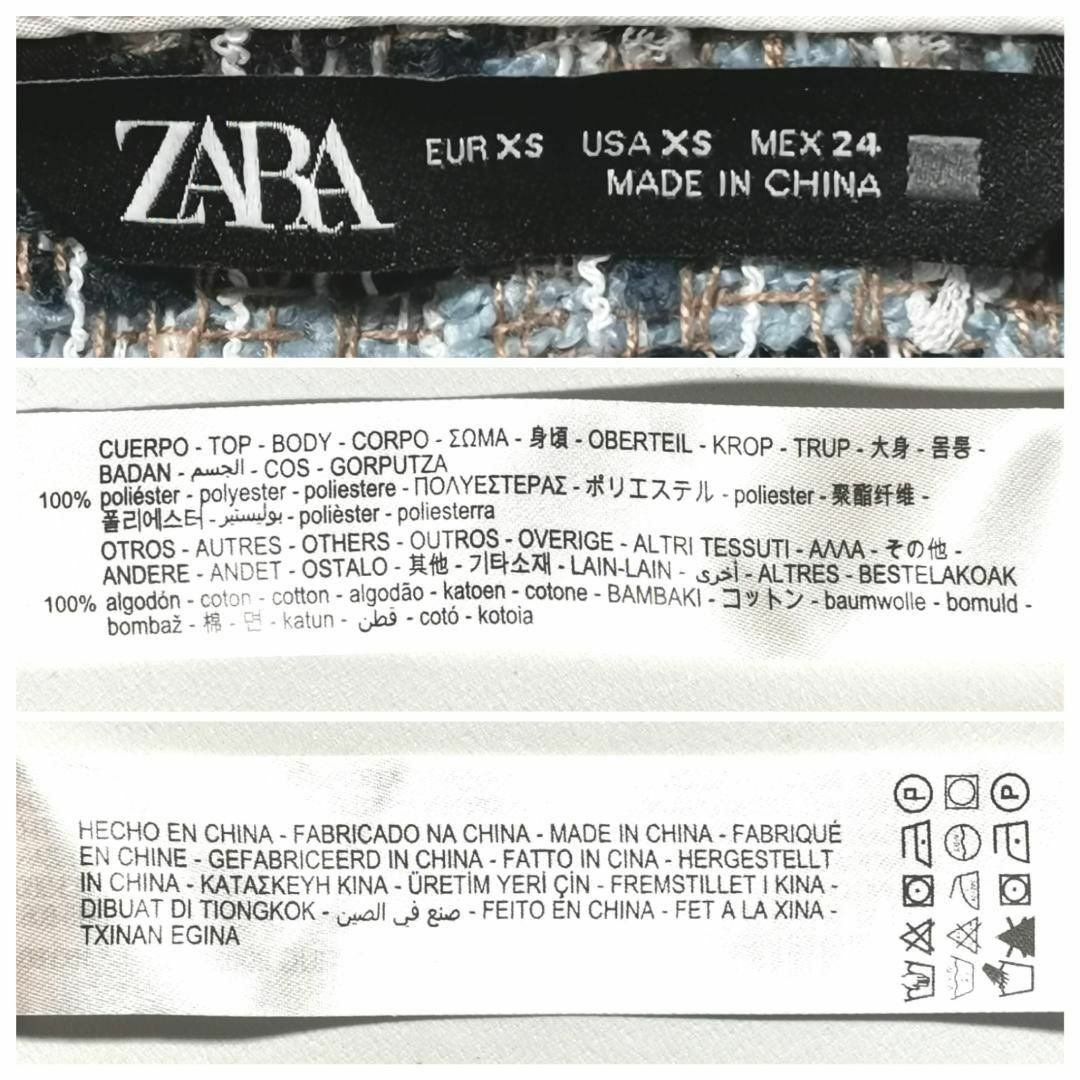 ZARA
EUR XS USA XS MEX 24
MADE IN CHINA
CUERPO - TOP - BODY - CORPO - ΣΩΜΑ - 身頃 - OBERTEIL - KROP - TRUP - 大身 - 몸통 -
BADAN - الجسم - COS - GORPUTZA
100% poliéster - polyester - poliestere - ΠΟΛΥΕΣΤΕΡΑΣ - ポリエステル - poliester - 聚酯纤维 -
폴리에스터 - بوليستير - polièster - poliesterra
OTROS - AUTRES - OTHERS - OUTROS - OVERIGE - ALTRI TESSUTI - ΑΛΛΑ - その他 -
ANDERE - ANDET - OSTALO - 其他 - 기타소재 - LAIN-LAIN - أخرى - ALTRES - BESTELAKOAK
100% algodón - coton - cotton - algodão - katoen - cotone - BAMBAKI - コットン - baumwolle - bomuld -
bombaž - 棉 - 면 - katun - قطن - cotó - kotoia
HECHO EN CHINA - FABRICADO NA CHINA - MADE IN CHINA - FABRIQUÉ
EN CHINE - GEFABRICEERD IN CHINA - FATTO IN CINA - HERGESTELLT
IN CHINA - ΚΑΤΑΣΚΕΥΗ ΚΙΝΑ - ÜRETİM YERİ ÇİN - FREMSTILLET I KINA -
DIBUAT DI TIONGKOK - صنع في الصين - FEITO EN CHINA - FET A LA XINA -
TXINAN EGINA
P P